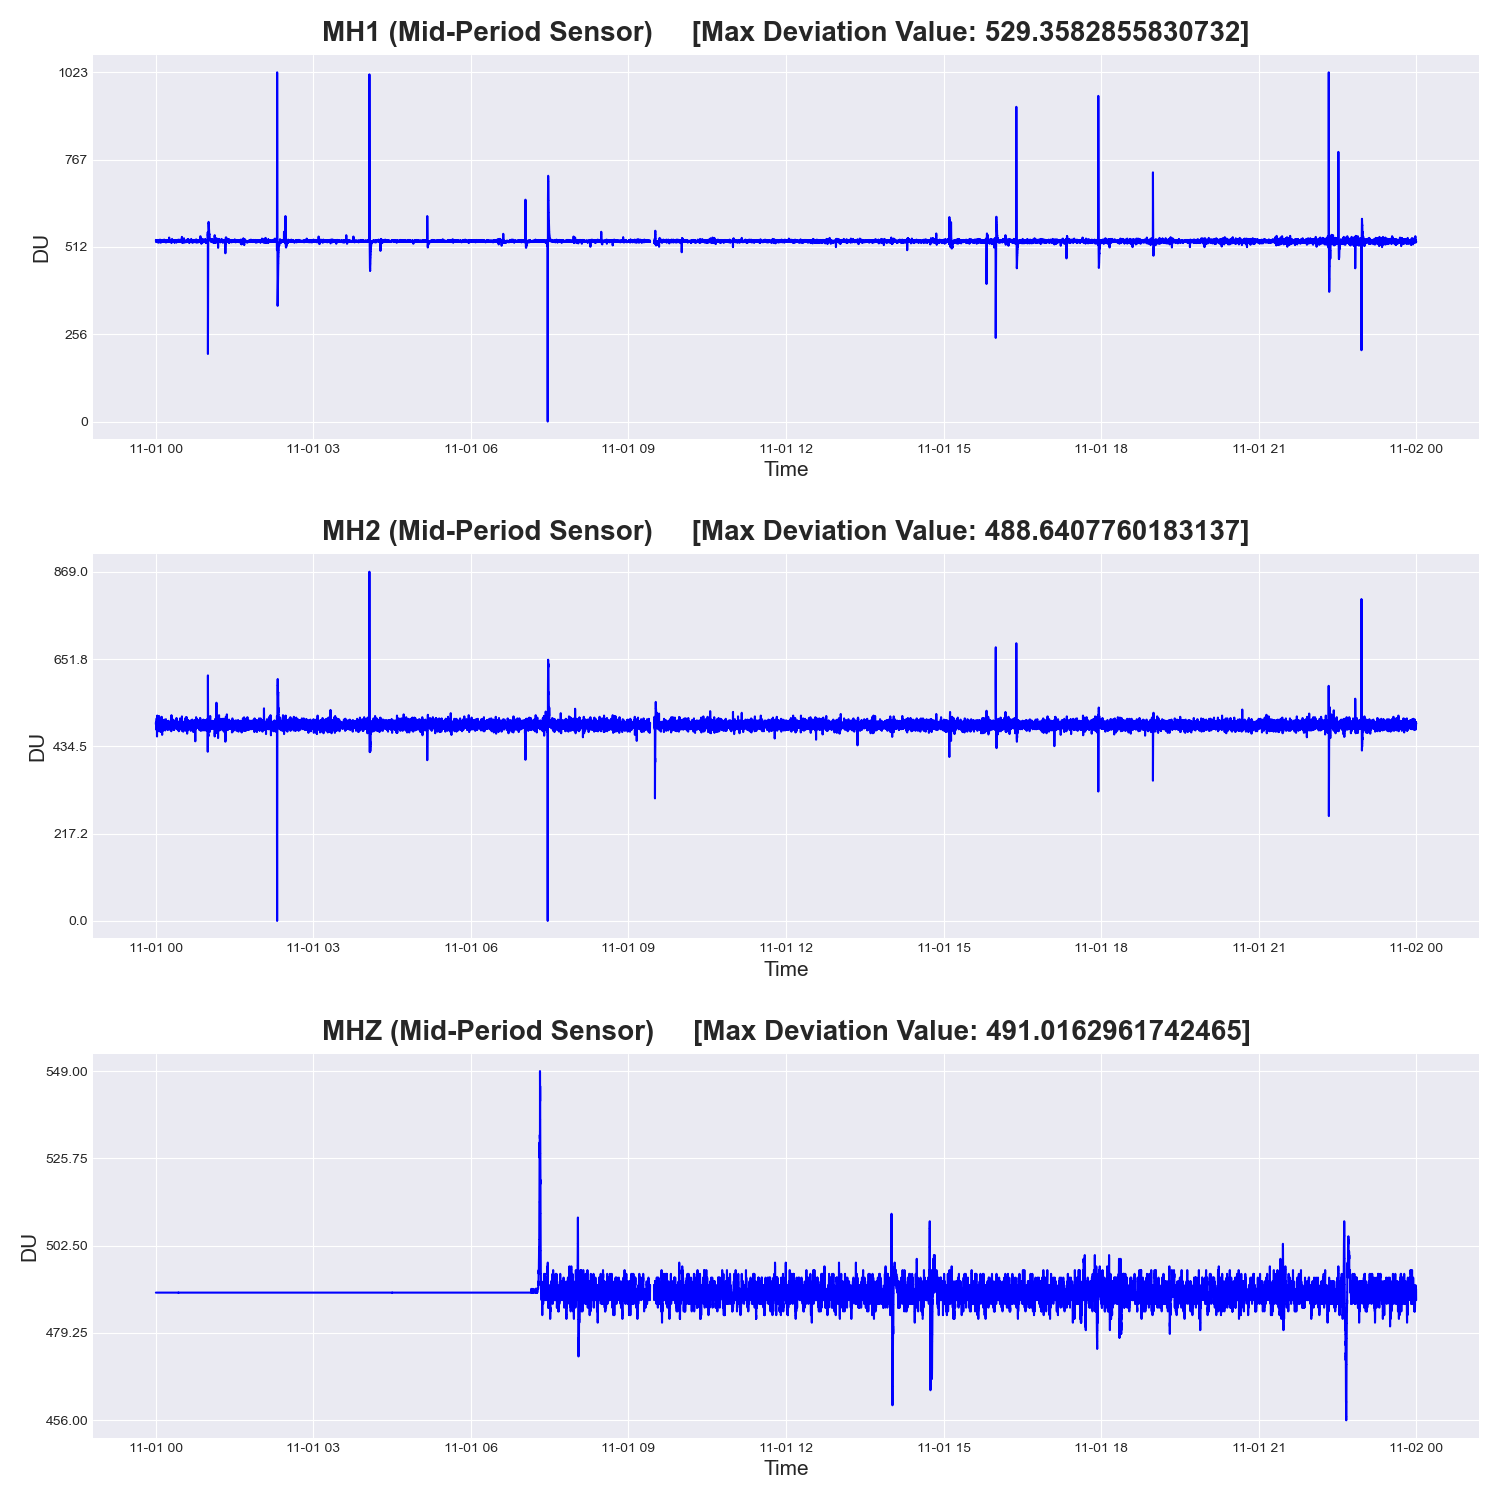 MH1 (Mid-Period Sensor) [Max Deviation Value: 529.3582855830732]
1023
767
512
256
0
DU
11-01 00 11-01 03 11-01 06 11-01 09 11-01 12 11-01 15 11-01 18 11-01 21 11-02 00
Time
MH2 (Mid-Period Sensor) [Max Deviation Value: 488.6407760183137]
869.0
651.8
434.5
217.2
0.0
DU
11-01 00 11-01 03 11-01 06 11-01 09 11-01 12 11-01 15 11-01 18 11-01 21 11-02 00
Time
MHZ (Mid-Period Sensor) [Max Deviation Value: 491.0162961742465]
549.00
525.75
502.50
479.25
456.00
DU
11-01 00 11-01 03 11-01 06 11-01 09 11-01 12 11-01 15 11-01 18 11-01 21 11-02 00
Time